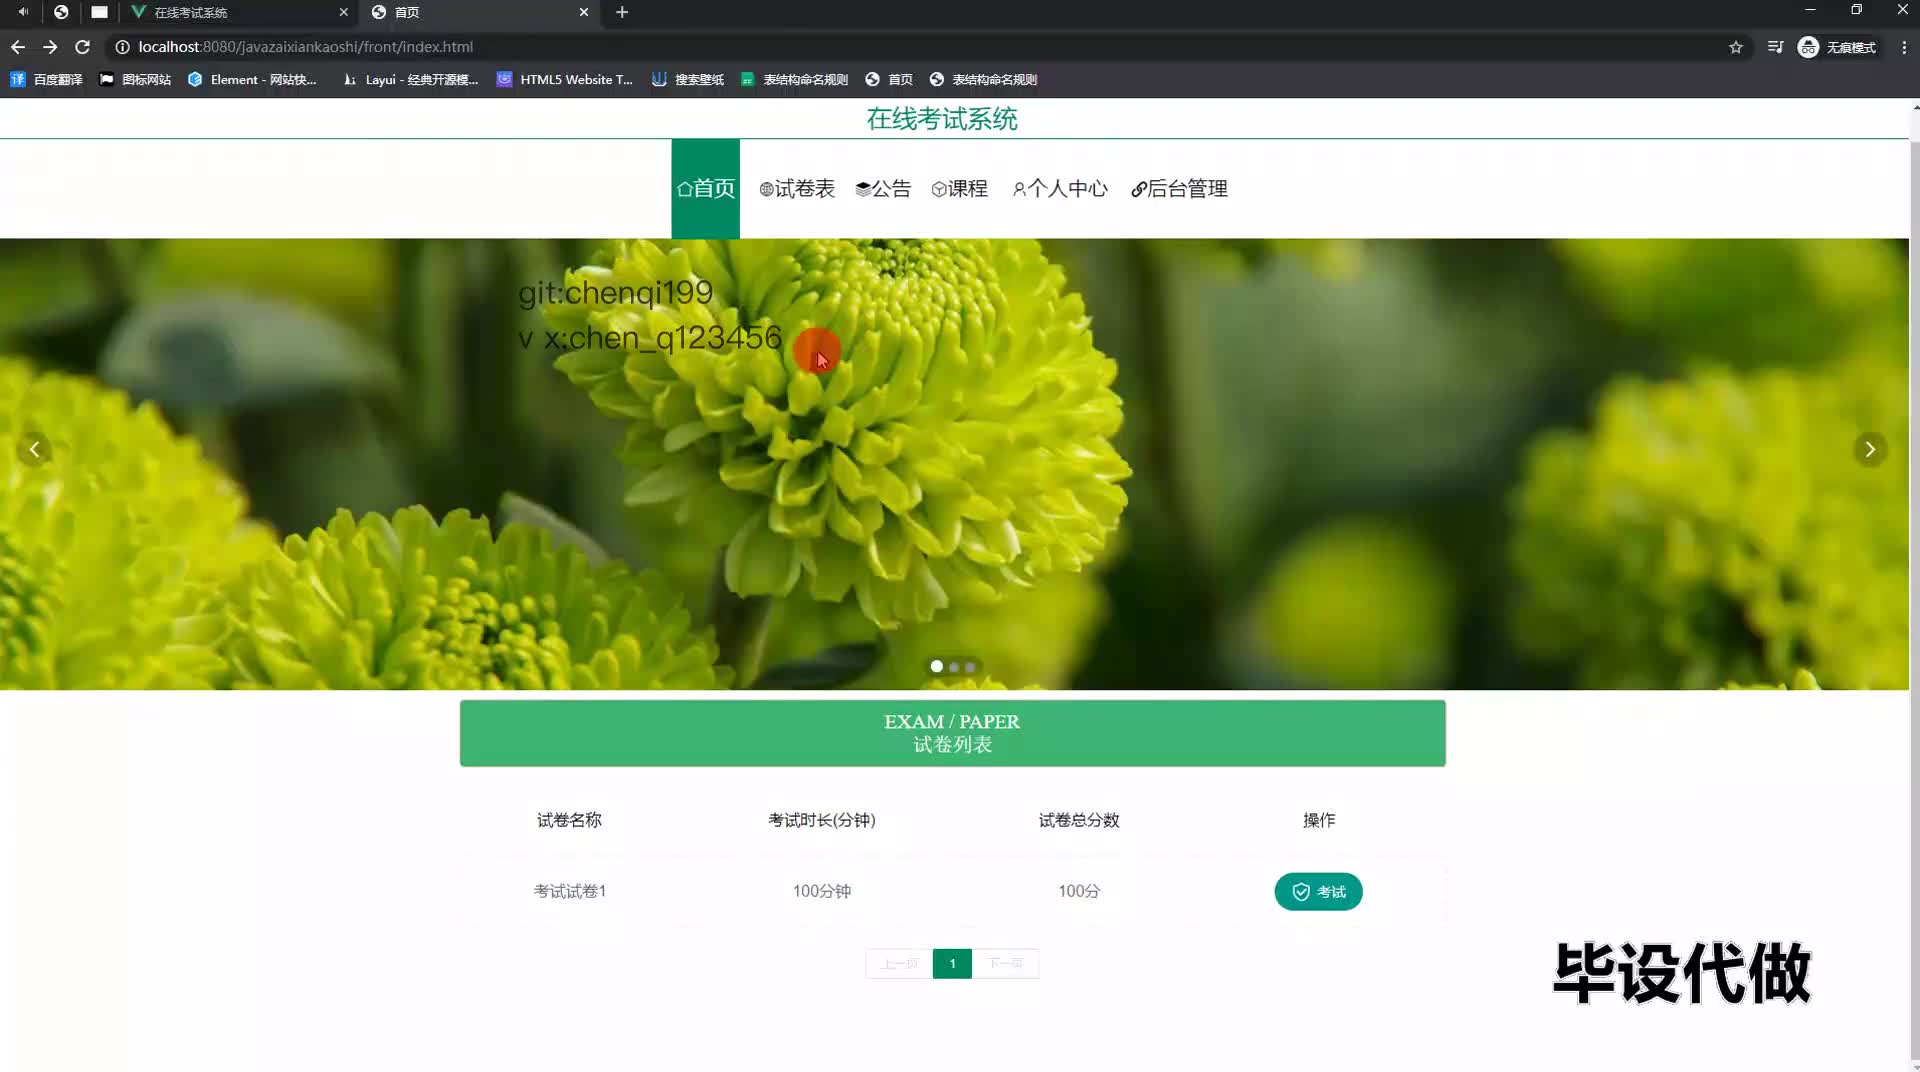 在线考试系统
首页
localhost:8080/javazaixiankaoshi/front/index.html
无痕模式
百度翻译
图标网站
Element - 网站快...
Layui - 经典开源模...
HTML5 Website T...
搜索壁纸
表结构命名规则
首页
表结构命名规则
在线考试系统
首页
试卷表
公告
课程
个人中心
后台管理
git:chenqi199
v x:chen_q123456
EXAM / PAPER
试卷列表
试卷名称 考试时长(分钟) 试卷总分数 操作
考试试卷1 100分钟 100分 考试
上一页 1 下一页
毕设代做